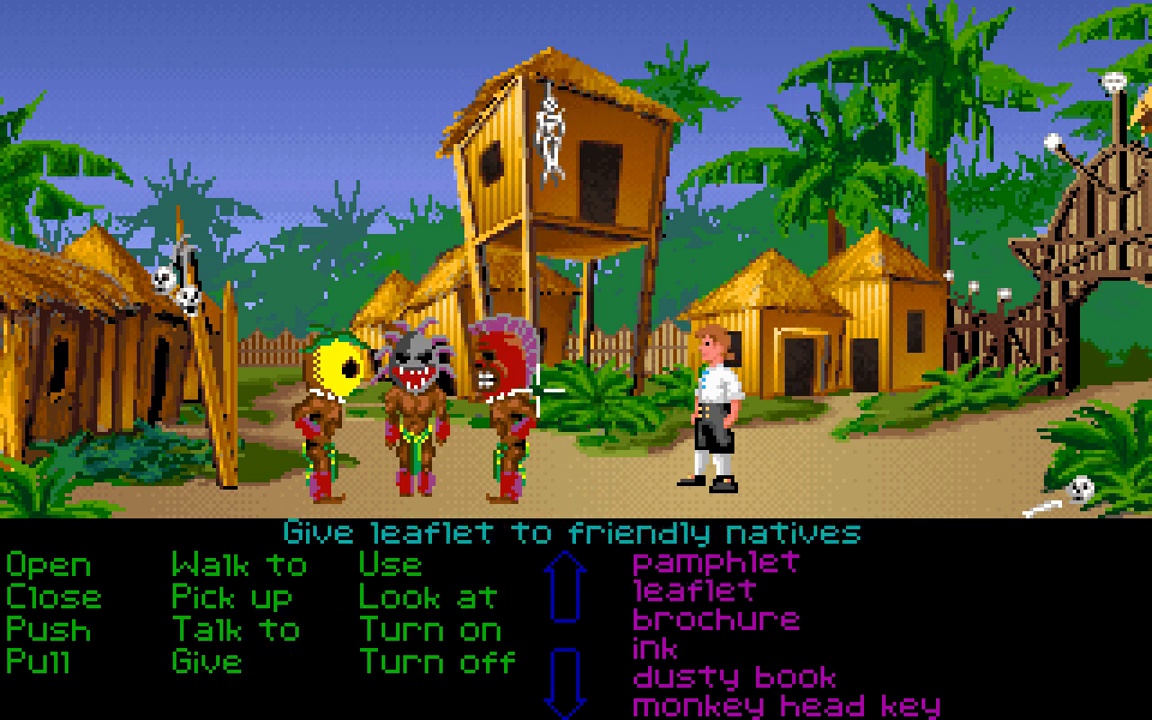 Give leaflet to friendly natives
Open Walk to Use
Close Pick up Look at
Push Talk to Turn on
Pull Give Turn off
pamphlet
leaflet
brochure
ink
dusty book
monkey head key